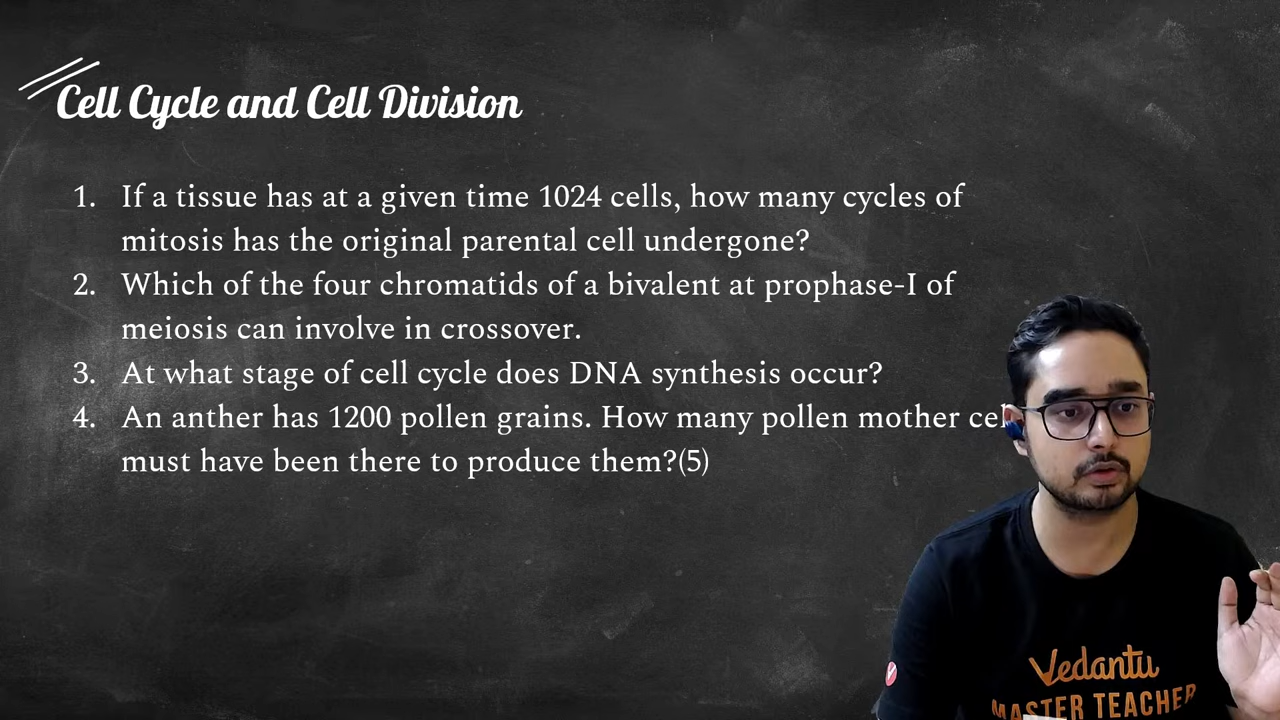 Cell Cycle and Cell Division
1. If a tissue has at a given time 1024 cells, how many cycles of
mitosis has the original parental cell undergone?
2. Which of the four chromatids of a bivalent at prophase-I of
meiosis can involve in crossover.
3. At what stage of cell cycle does DNA synthesis occur?
4. An anther has 1200 pollen grains. How many pollen mother
must have been there to produce them?(5)
Vedantu
MASTER TEACHER